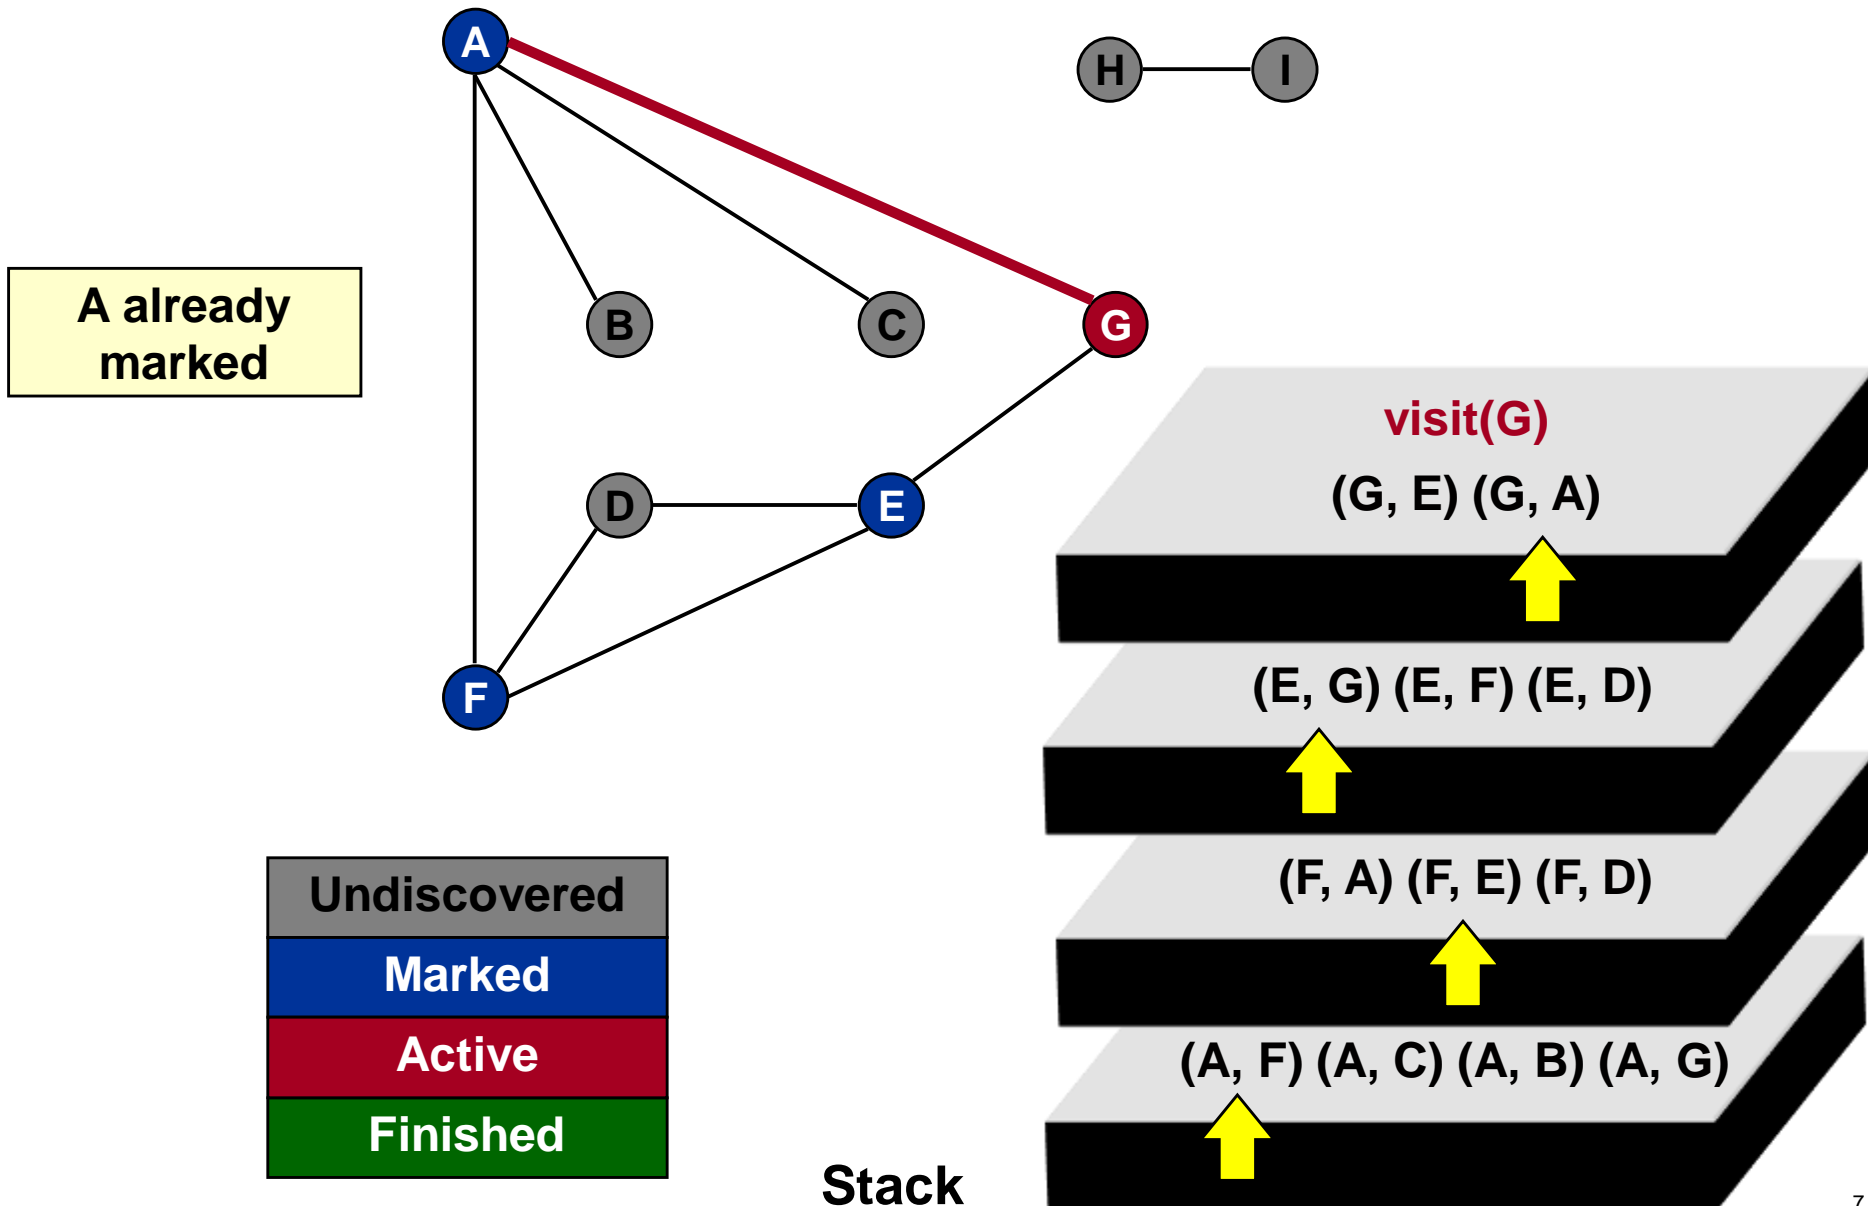 A
H
I
A already
marked
B
C
G
visit(G)
(G, E) (G, A)
D
E
(E, G) (E, F) (E, D)
F
Undiscovered
(F, A) (F, E) (F, D)
Marked
Active
(A, F) (A, C) (A, B) (A, G)
Finished
Stack
7